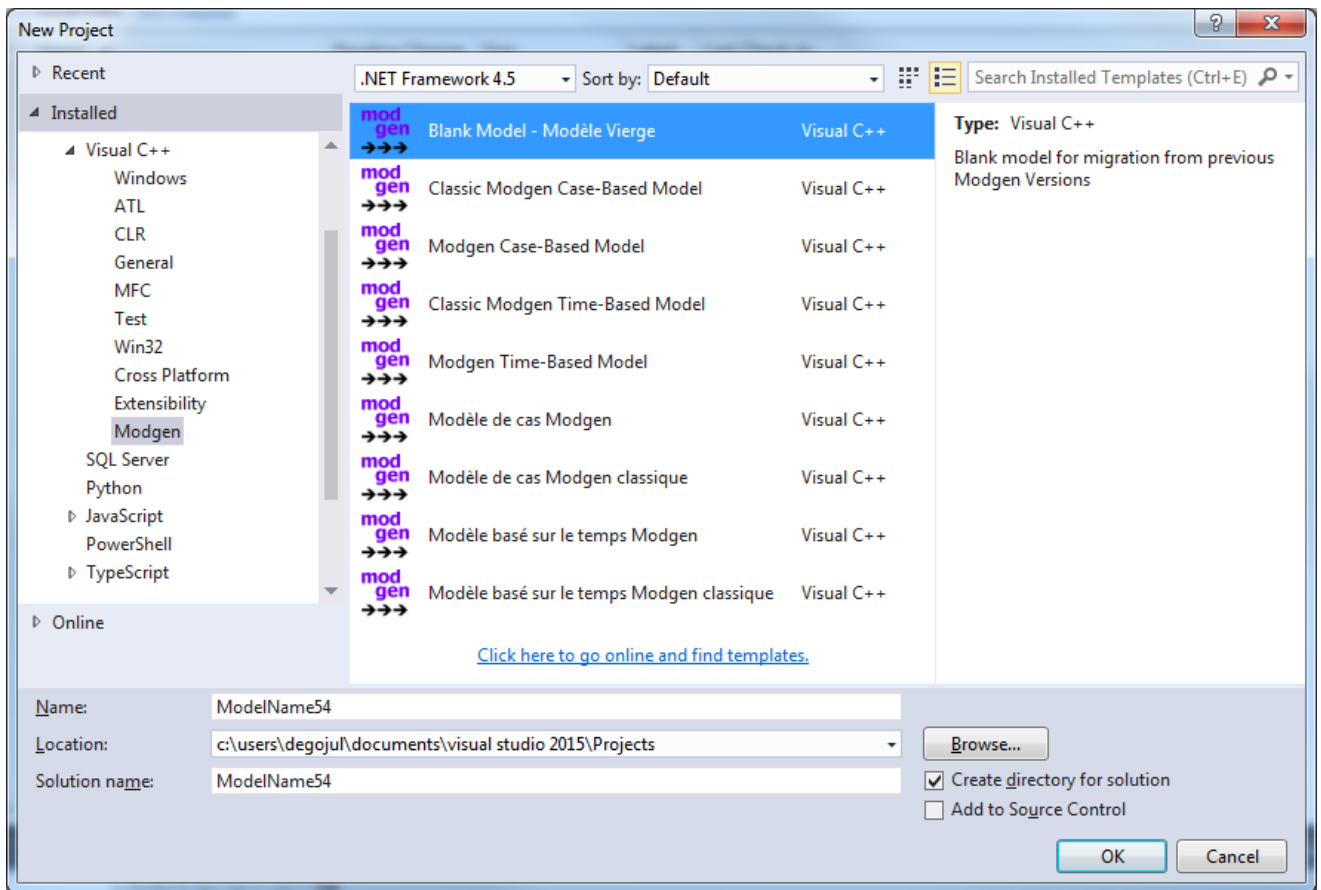 New Project
Recent
.NET Framework 4.5
Sort by:
Default
Search Installed Templates (Ctrl+E)
Installed
Visual C++
Windows
ATL
CLR
General
MFC
Test
Win32
Cross Platform
Extensibility
Modgen
SQL Server
Python
JavaScript
PowerShell
TypeScript
Online
mod
gen
Blank Model - Modèle Vierge Visual C++
mod
gen
Classic Modgen Case-Based Model Visual C++
mod
gen
Modgen Case-Based Model Visual C++
mod
gen
Classic Modgen Time-Based Model Visual C++
mod
gen
Modgen Time-Based Model Visual C++
mod
gen
Modèle de cas Modgen Visual C++
mod
gen
Modèle de cas Modgen classique Visual C++
mod
gen
Modèle basé sur le temps Modgen Visual C++
mod
gen
Modèle basé sur le temps Modgen classique Visual C++
Click here to go online and find templates.
Type: Visual C++
Blank model for migration from previous
Modgen Versions
Name: ModelName54
Location: c:\users\degojul\documents\visual studio 2015\Projects
Browse...
Solution name: ModelName54
Create directory for solution
Add to Source Control
OK
Cancel